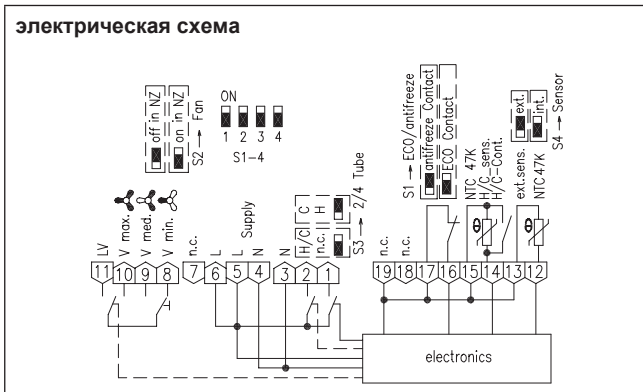 электрическая схема
off in NZ
on in NZ
S2 → Fan
ON
1 2 3 4
S1-4
S1 → ECO/antifreeze
antifreeze Contact
ECO Contact
ext.
int.
S4 → Sensor
LV
V max.
V med.
V min.
n.c.
L
L
Supply
N
N
H/C
C
n.c.
H
S3 → 2/4 Tube
n.c.
n.c.
NTC 47K
H/C-sens.
H/C-Cont.
ext.sens.
NTC47K
θ
θ
11 10 9 8 7 6 5 4 3 2 1
19 18 17 16 15 14 13 12
electronics